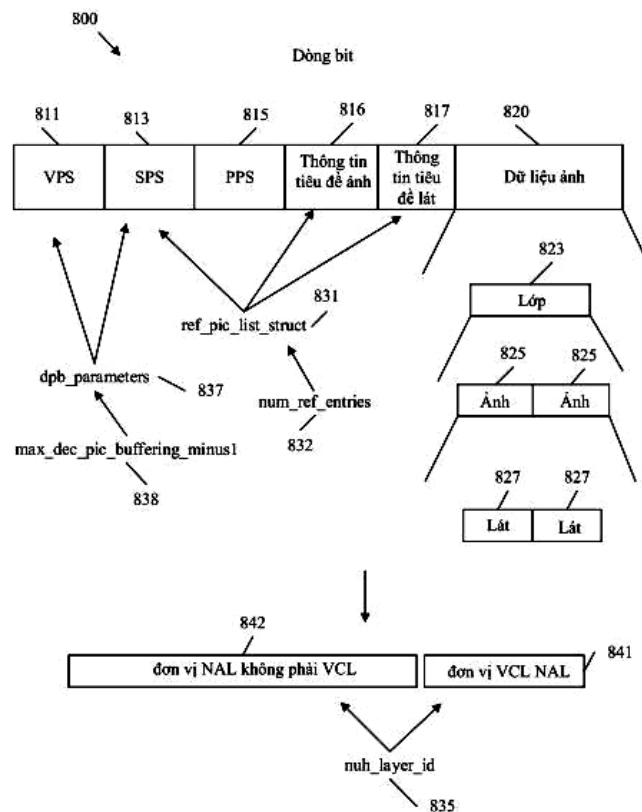 800
Dòng bit
811
813
815
816
817
820
VPS
SPS
PPS
Thông tin
tiêu đề ảnh
Thông
tin tiêu
đề lát
Dữ liệu ảnh
823
Lớp
ref_pic_list_struct
831
825
825
Ảnh
Ảnh
dpb_parameters
837
num_ref_entries
832
max_dec_pic_buffering_minus1
838
827
827
Lát
Lát
842
đơn vị NAL không phải VCL
đơn vị VCL NAL
841
nuh_layer_id
835